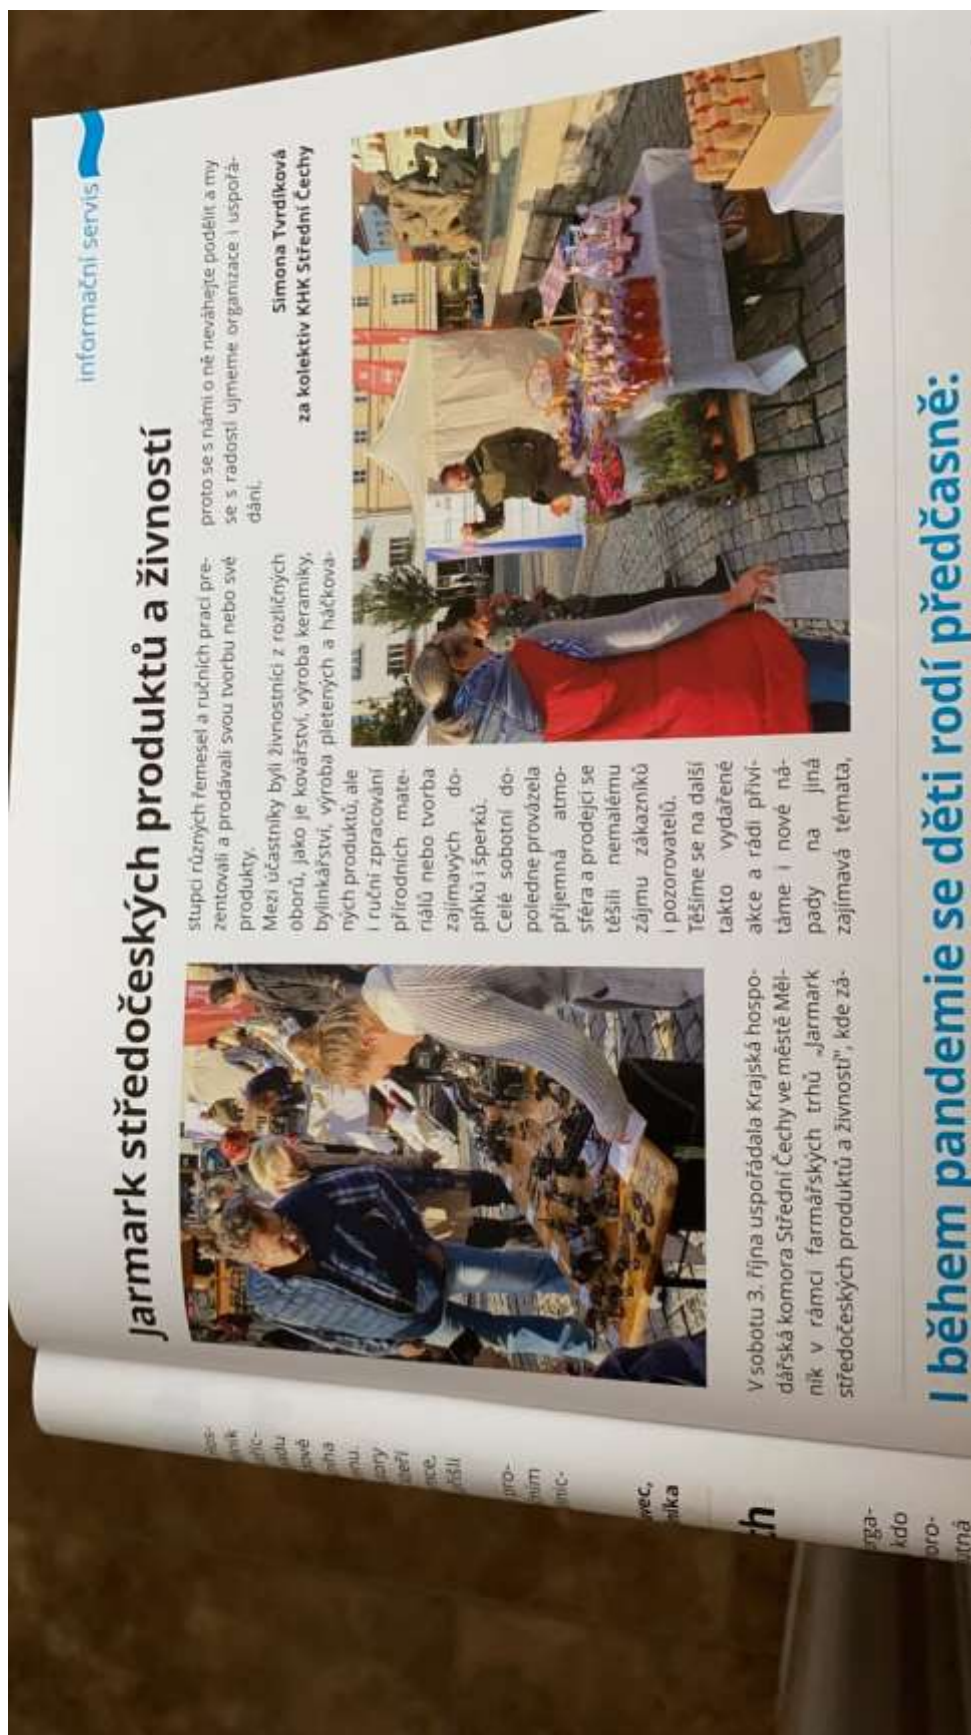 informační servis
Jarmark středočeských produktů a živností
V sobotu 3. října uspořádala Krajská hospo-
dářská komora Střední Čechy ve městě Měl-
ník v rámci farmářských trhů „Jarmark
středočeských produktů a živností", kde zá-
stupci různých řemesel a ručních prací pre-
zentovali a prodávali svou tvorbu nebo své
produkty.
Mezi účastníky byli živnostníci z rozličných
oborů, jako je kovářství, výroba keramiky,
bylinkářství, výroba pletených a háčkova-
ných produktů, ale
i ruční zpracování
přírodních mate-
riálů nebo tvorba
zajímavých do-
plňků i šperků.
Celé sobotní do-
poledne provázela
příjemná atmo-
sféra a prodejci se
těšili nemalému
zájmu zákazníků
i pozorovatelů.
Těšíme se na další
takto vydařené
akce a rádi přiví-
táme i nové ná-
pady na jiná
zajímavá témata,
proto se s námi o ně neváhejte podělit a my
se s radostí ujmeme organizace i uspořá-
dání.
Simona Tvrdíková
za kolektiv KHK Střední Čechy
I během pandemie se děti rodí předčasně: